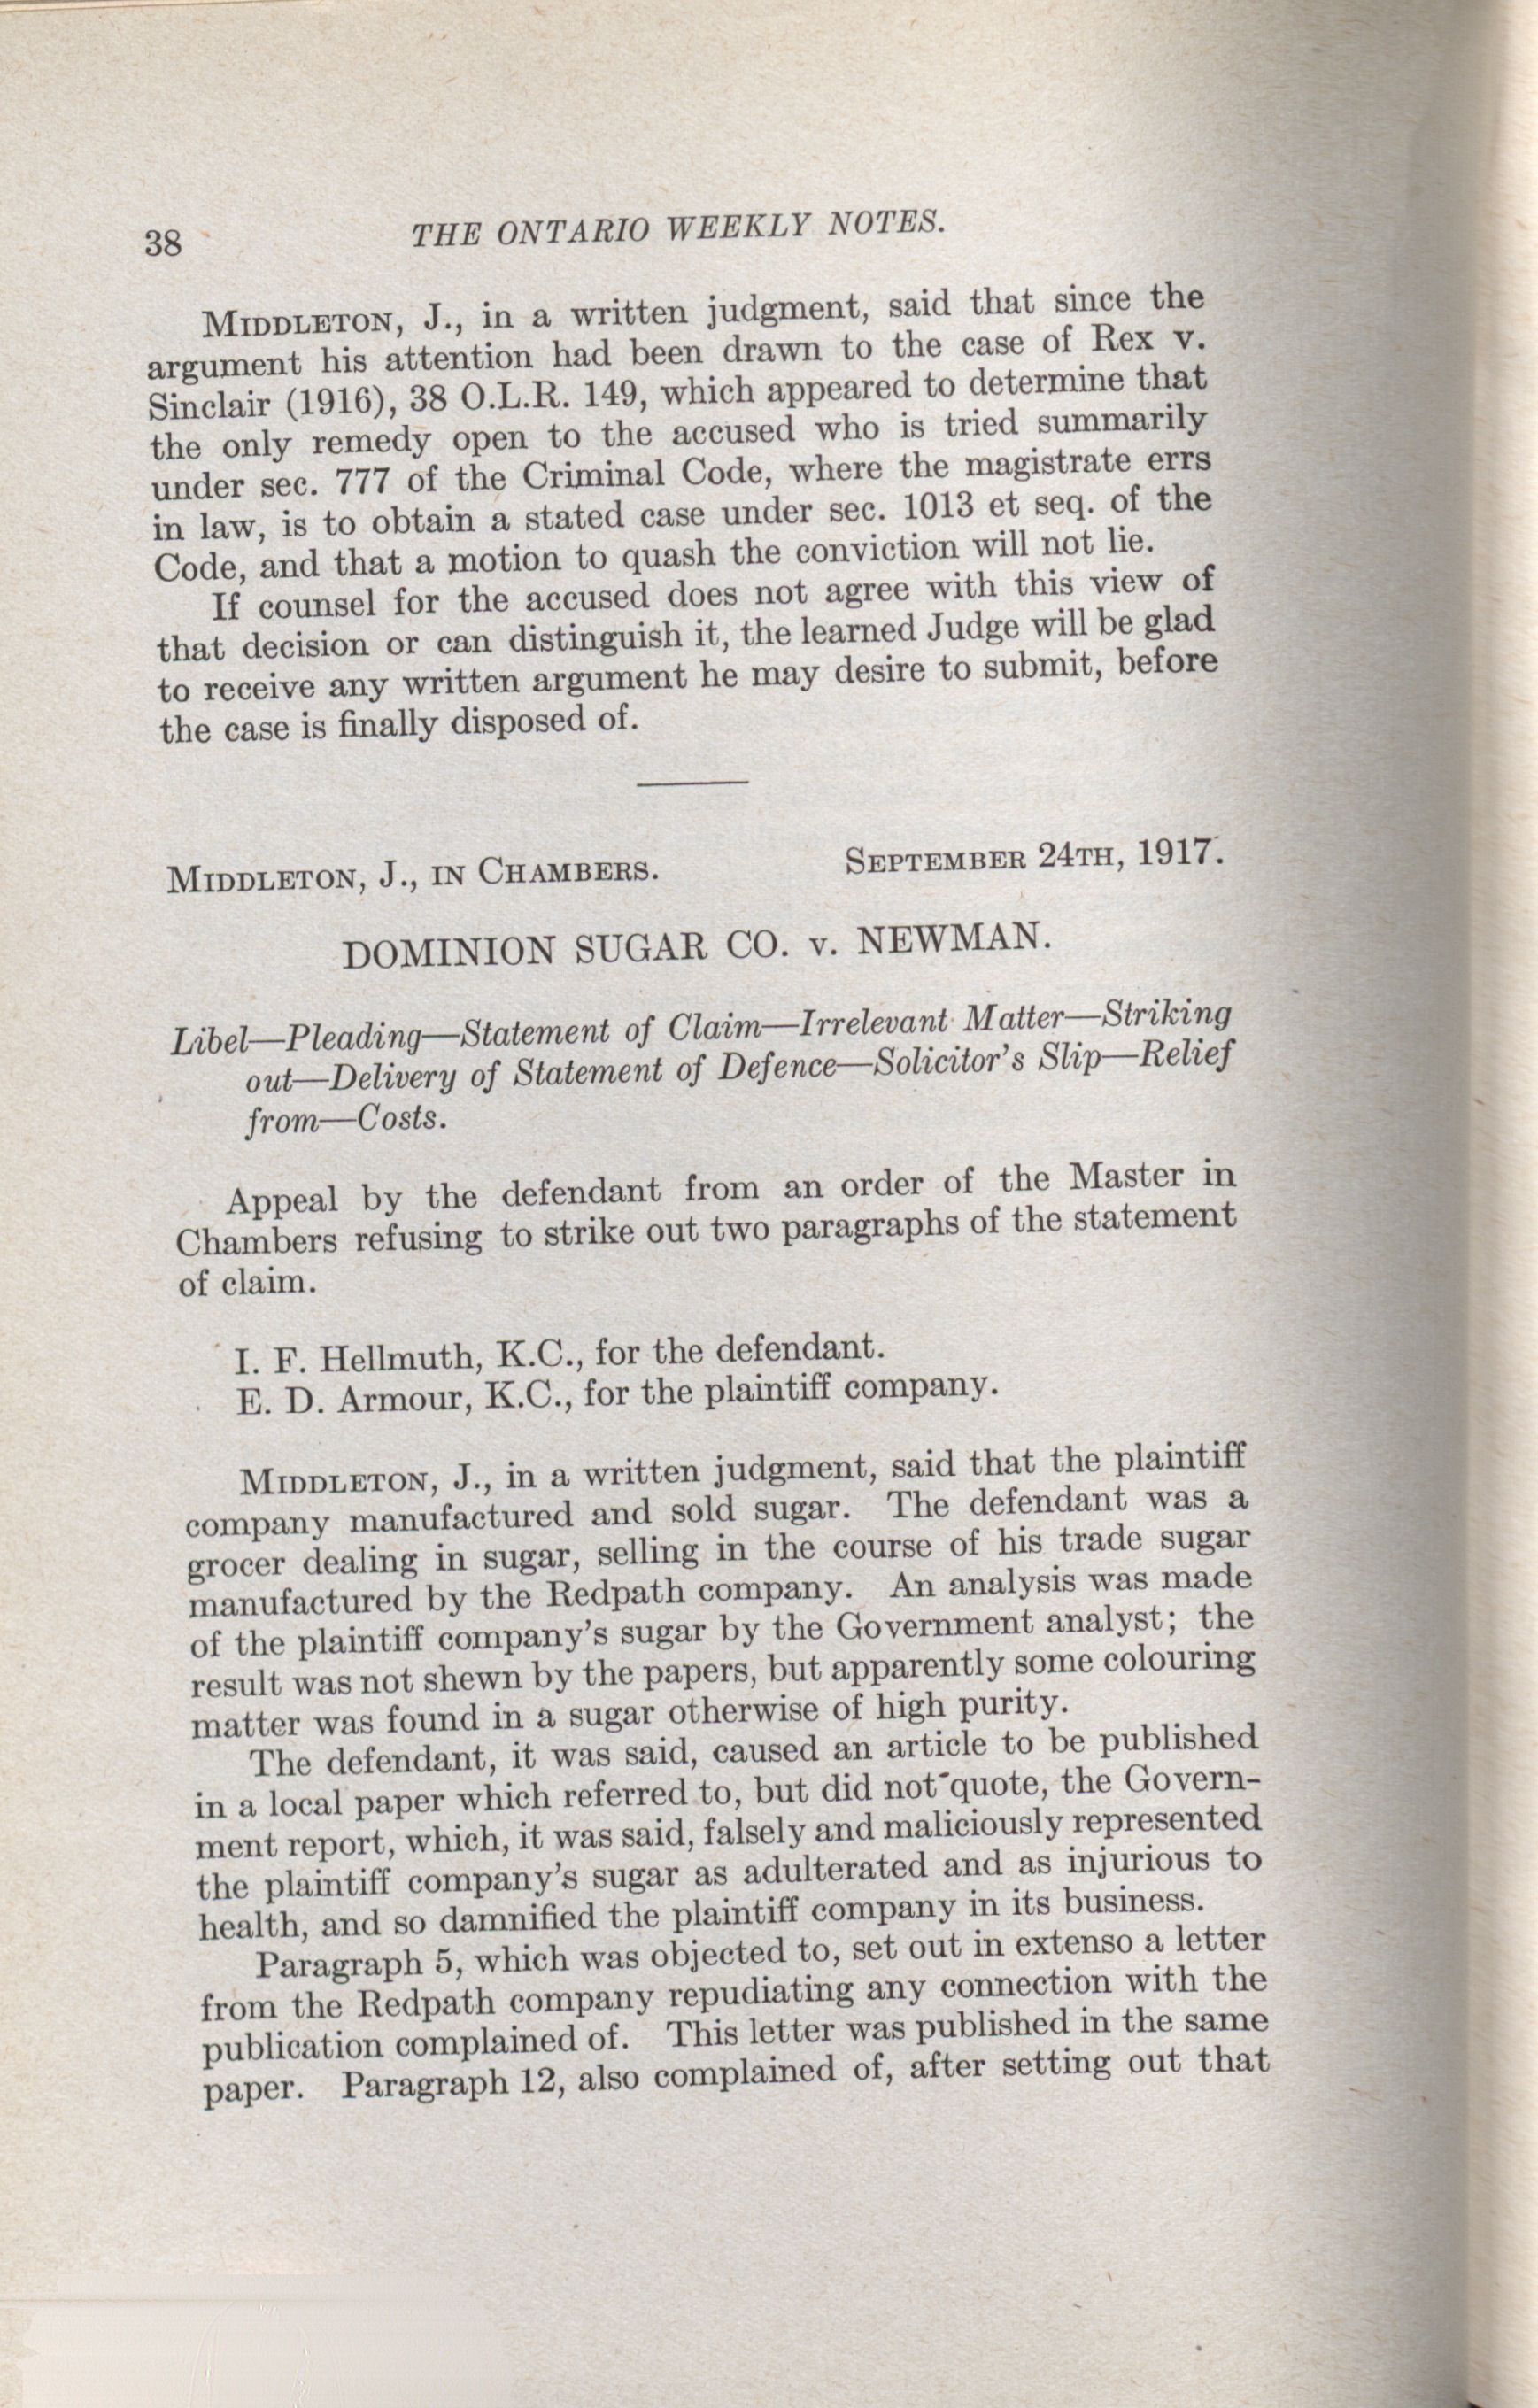 38
THE ONTARIO WEEKLY NOTES.
MIDDLETON, J., in a written judgment, said that since the
argument his attention had been drawn to the case of Rex v.
Sinclair (1916), 38 O.L.R. 149, which appeared to determine that
the only remedy open to the accused who is tried summarily
under sec. 777 of the Criminal Code, where the magistrate errs
in law, is to obtain a stated case under sec. 1013 et seq. of the
Code, and that a motion to quash the conviction will not lie.
If counsel for the accused does not agree with this view of
that decision or can distinguish it, the learned Judge will be glad
to receive any written argument he may desire to submit, before
the case is finally disposed of.
MIDDLETON, J., IN CHAMBERS. SEPTEMBER 24TH, 1917.
DOMINION SUGAR CO. v. NEWMAN.
Libel—Pleading—Statement of Claim—Irrelevant Matter—Striking
out—Delivery of Statement of Defence—Solicitor's Slip—Relief
from—Costs.
Appeal by the defendant from an order of the Master in
Chambers refusing to strike out two paragraphs of the statement
of claim.
I. F. Hellmuth, K.C., for the defendant.
E. D. Armour, K.C., for the plaintiff company.
MIDDLETON, J., in a written judgment, said that the plaintiff
company manufactured and sold sugar. The defendant was a
grocer dealing in sugar, selling in the course of his trade sugar
manufactured by the Redpath company. An analysis was made
of the plaintiff company's sugar by the Government analyst; the
result was not shewn by the papers, but apparently some colouring
matter was found in a sugar otherwise of high purity.
The defendant, it was said, caused an article to be published
in a local paper which referred to, but did not quote, the Govern-
ment report, which, it was said, falsely and maliciously represented
the plaintiff company's sugar as adulterated and as injurious to
health, and so damnified the plaintiff company in its business.
Paragraph 5, which was objected to, set out in extenso a letter
from the Redpath company repudiating any connection with the
publication complained of. This letter was published in the same
paper. Paragraph 12, also complained of, after setting out that